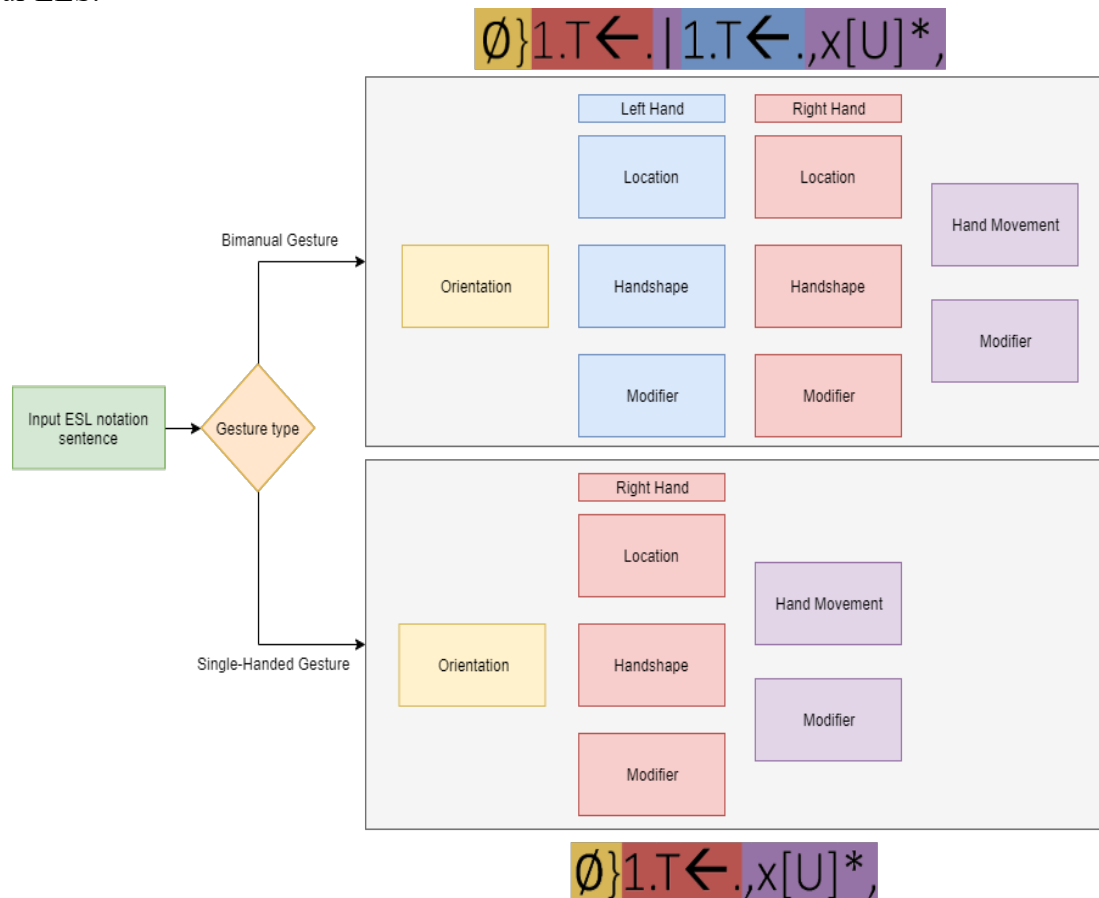 Ø}1.T←.|1.T←.,x[U]*,
Left Hand
Right Hand
Location
Location
Hand Movement
Bimanual Gesture
Orientation
Handshape
Handshape
Modifier
Modifier
Modifier
Input ESL notation
sentence
Gesture type
Right Hand
Location
Hand Movement
Single-Handed Gesture
Orientation
Handshape
Modifier
Modifier
Ø}1.T←.,x[U]*,